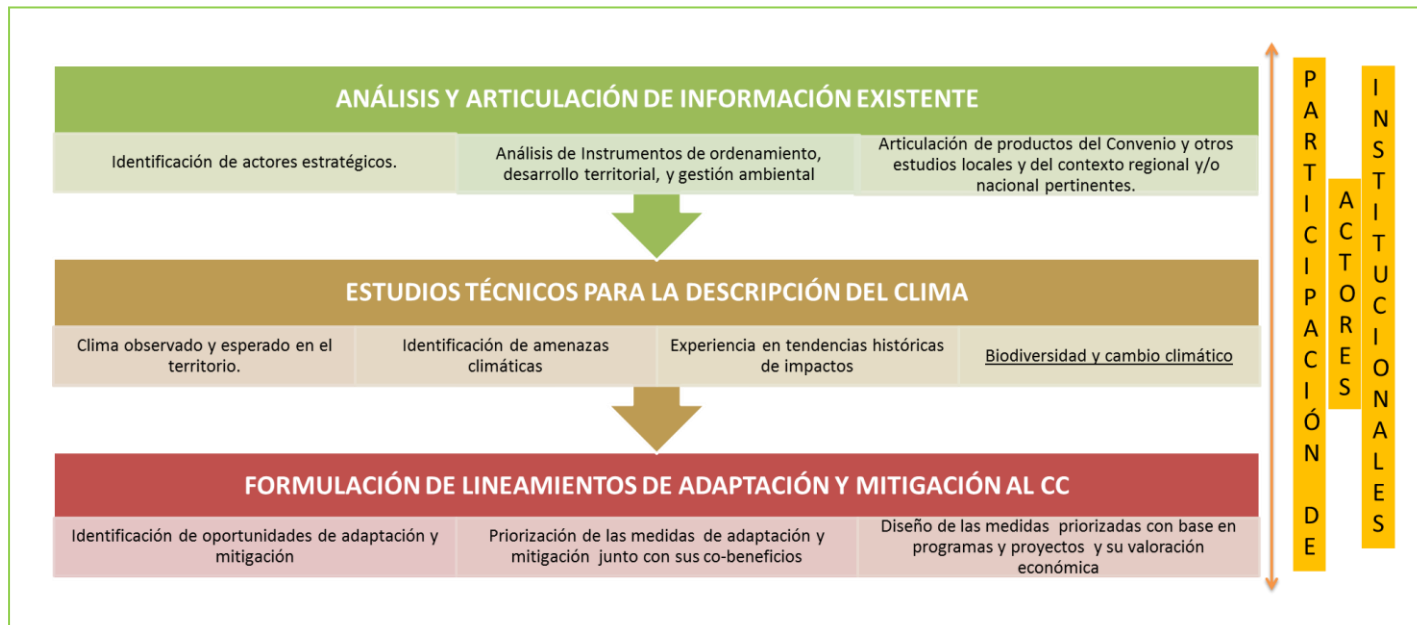 ANÁLISIS Y ARTICULACIÓN DE INFORMACIÓN EXISTENTE
Identificación de actores estratégicos.
Análisis de Instrumentos de ordenamiento,
desarrollo territorial, y gestión ambiental
Articulación de productos del Convenio y otros
estudios locales y del contexto regional y/o
nacional pertinentes.
ESTUDIOS TÉCNICOS PARA LA DESCRIPCIÓN DEL CLIMA
Clima observado y esperado en el
territorio.
Identificación de amenazas
climáticas
Experiencia en tendencias históricas
de impactos
Biodiversidad y cambio climático
FORMULACIÓN DE LINEAMIENTOS DE ADAPTACIÓN Y MITIGACIÓN AL CC
Identificación de oportunidades de adaptación y
mitigación
Priorización de las medidas de adaptación y
mitigación junto con sus co-beneficios
Diseño de las medidas priorizadas con base en
programas y proyectos y su valoración
económica
PARTICIPACIÓN DE
ACTORES
INSTITUCIONALES